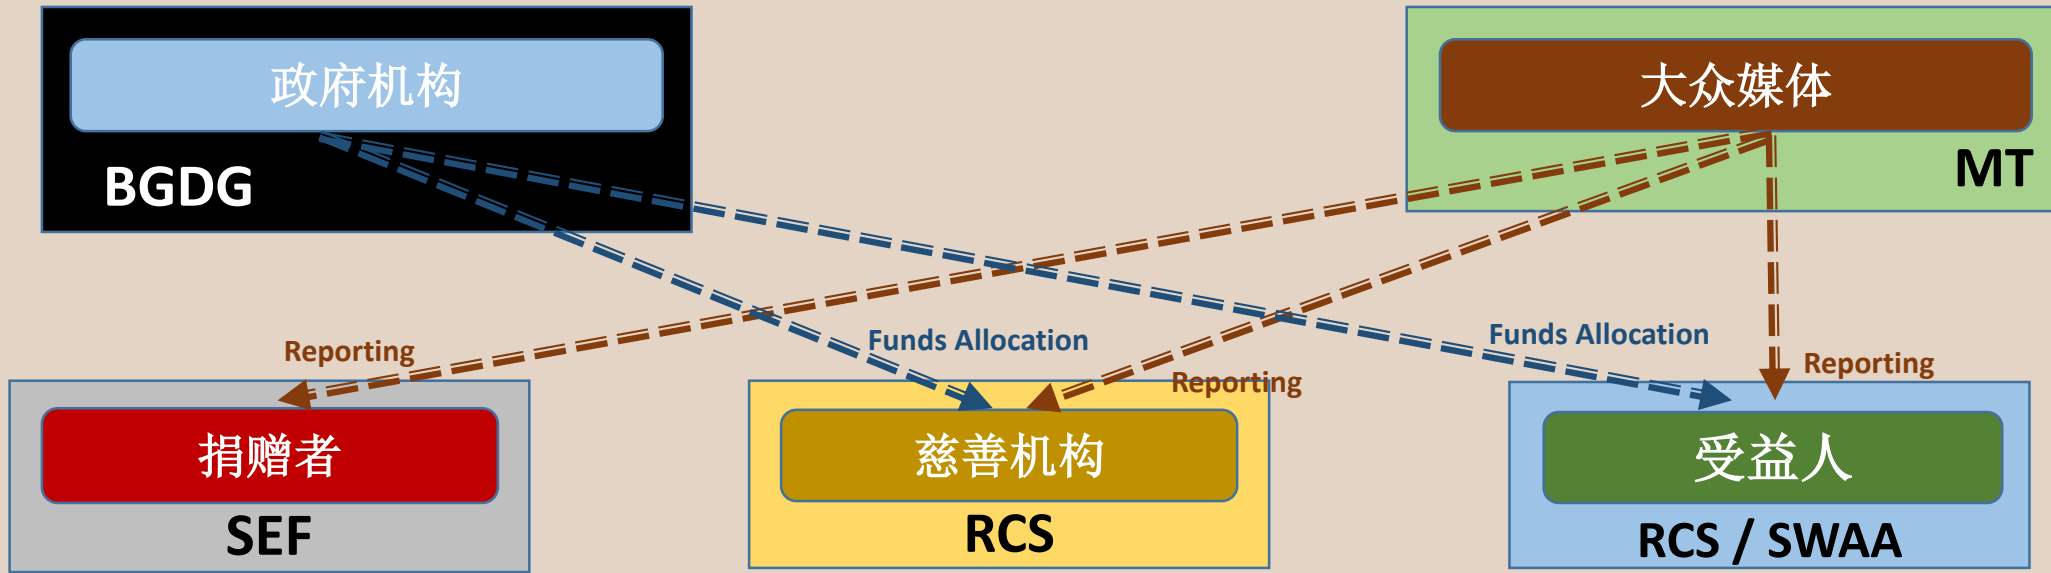 政府机构
BGDG
大众媒体
MT
Reporting
Funds Allocation
Reporting
Funds Allocation
Reporting
捐赠者
SEF
慈善机构
RCS
受益人
RCS / SWAA